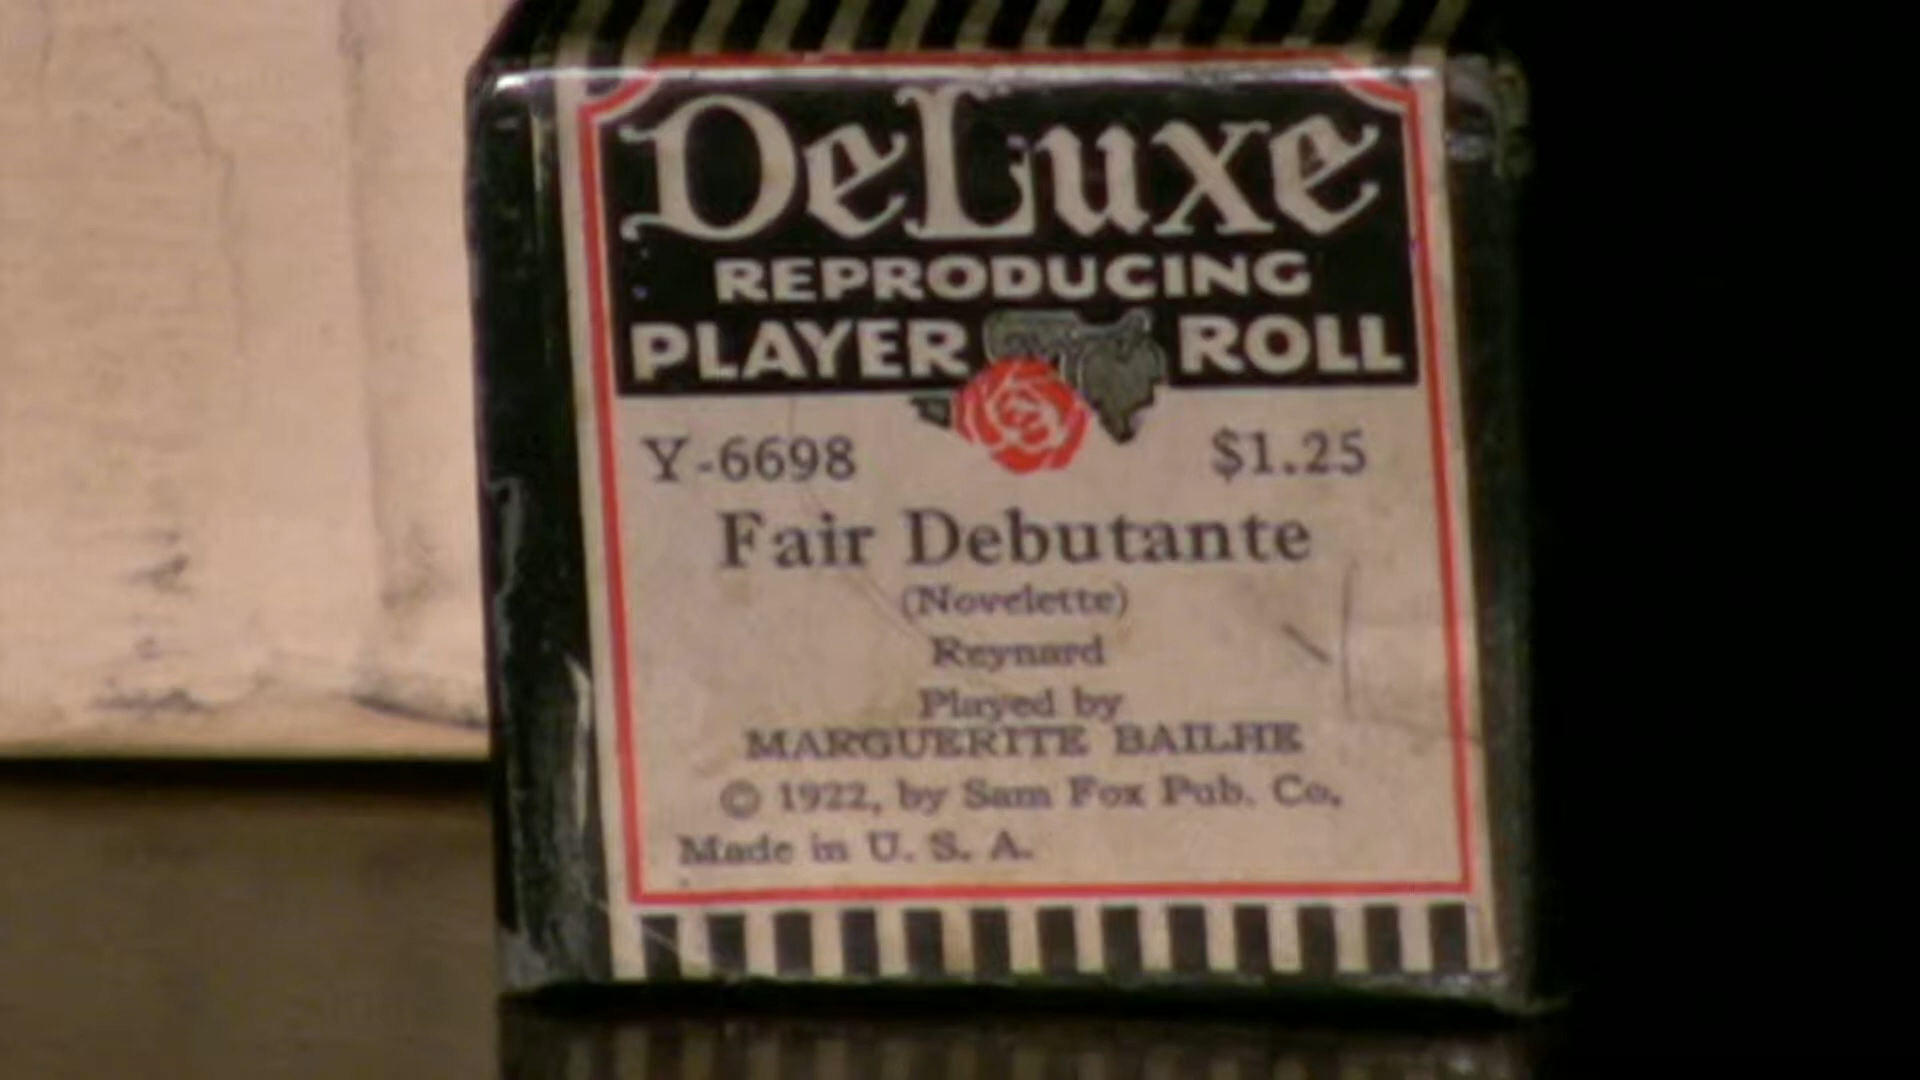 DeLuxe
REPRODUCING
PLAYER ROLL
Y-6698 $1.25
Fair Debutante
(Novelette)
Reynard
Played by
MARGUERITE BAILHE
© 1922, by Sam Fox Pub. Co.
Made in U. S. A.